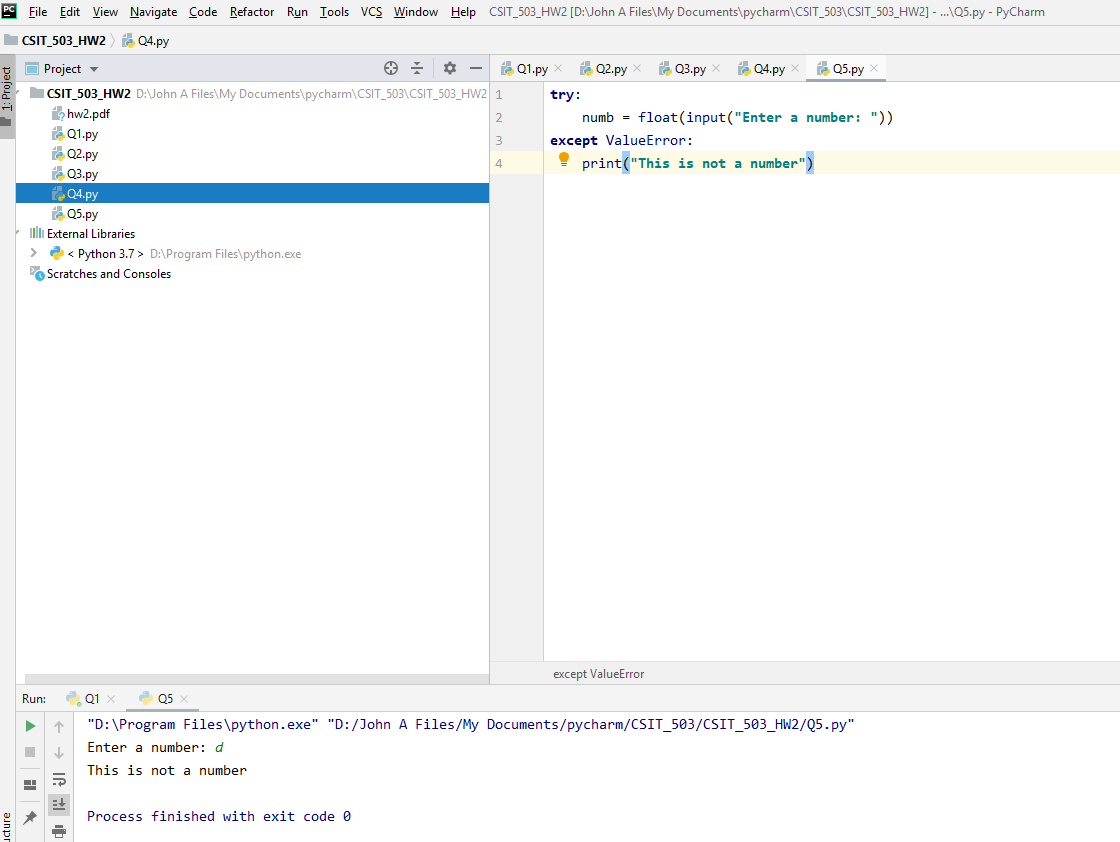 PC File Edit View Navigate Code Refactor Run Tools VCS Window Help CSIT_503_HW2 [D:\John A Files\My Documents\pycharm\CSIT_503\CSIT_503_HW2] - ...\Q5.py - PyCharm
CSIT_503_HW2 Q4.py
1: Project
Project
CSIT_503_HW2 D:\John A Files\My Documents\pycharm\CSIT_503\CSIT_503_HW2
hw2.pdf
Q1.py
Q2.py
Q3.py
Q4.py
Q5.py
External Libraries
< Python 3.7 > D:\Program Files\python.exe
Scratches and Consoles
Q1.py Q2.py Q3.py Q4.py Q5.py
1 try:
2 numb = float(input("Enter a number: "))
3 except ValueError:
4 print("This is not a number")
except ValueError
Run: Q1 Q5
"D:\Program Files\python.exe" "D:/John A Files/My Documents/pycharm/CSIT_503/CSIT_503_HW2/Q5.py"
Enter a number: d
This is not a number
Process finished with exit code 0